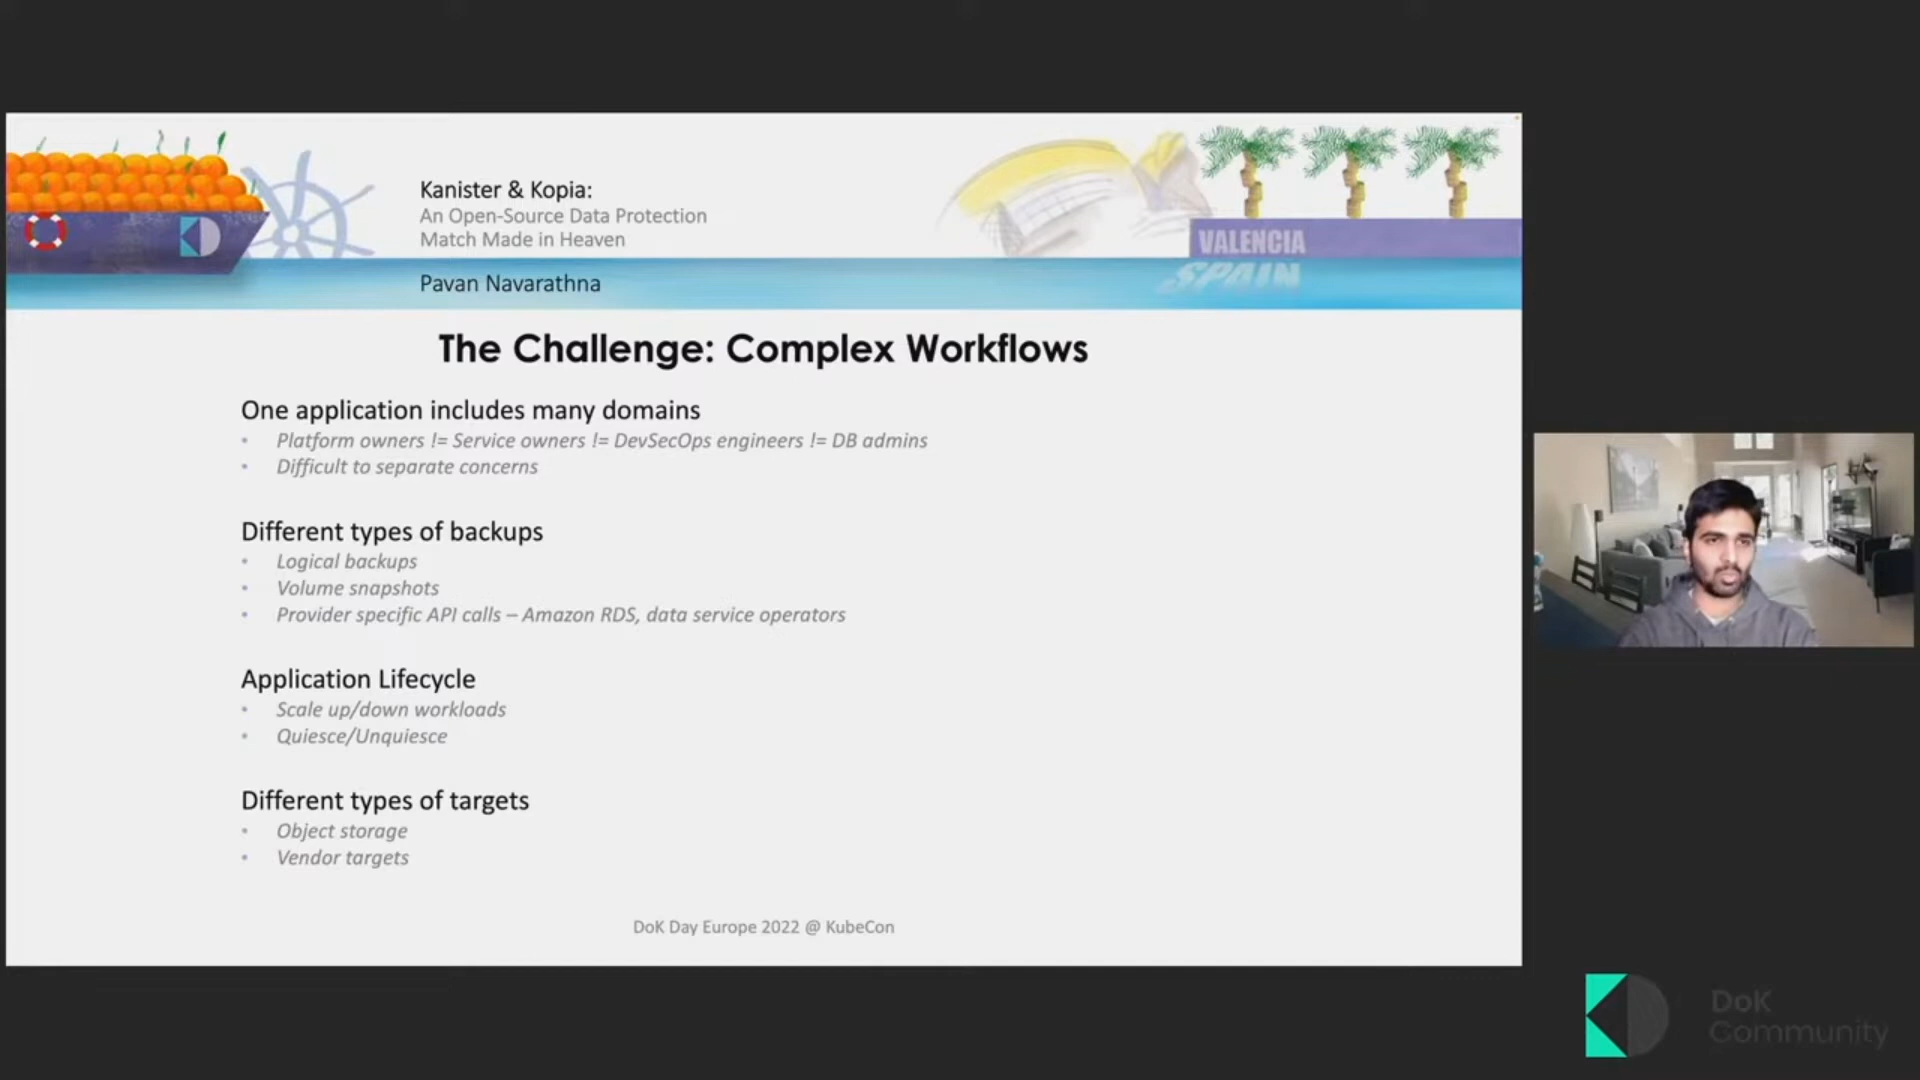 Kanister & Kopia:
An Open-Source Data Protection
Match Made in Heaven
Pavan Navarathna
VALENCIA
SPAIN
The Challenge: Complex Workflows
One application includes many domains
• Platform owners != Service owners != DevSecOps engineers != DB admins
• Difficult to separate concerns
Different types of backups
• Logical backups
• Volume snapshots
• Provider specific API calls – Amazon RDS, data service operators
Application Lifecycle
• Scale up/down workloads
• Quiesce/Unquiesce
Different types of targets
• Object storage
• Vendor targets
DoK Day Europe 2022 @ KubeCon
DoK
Community